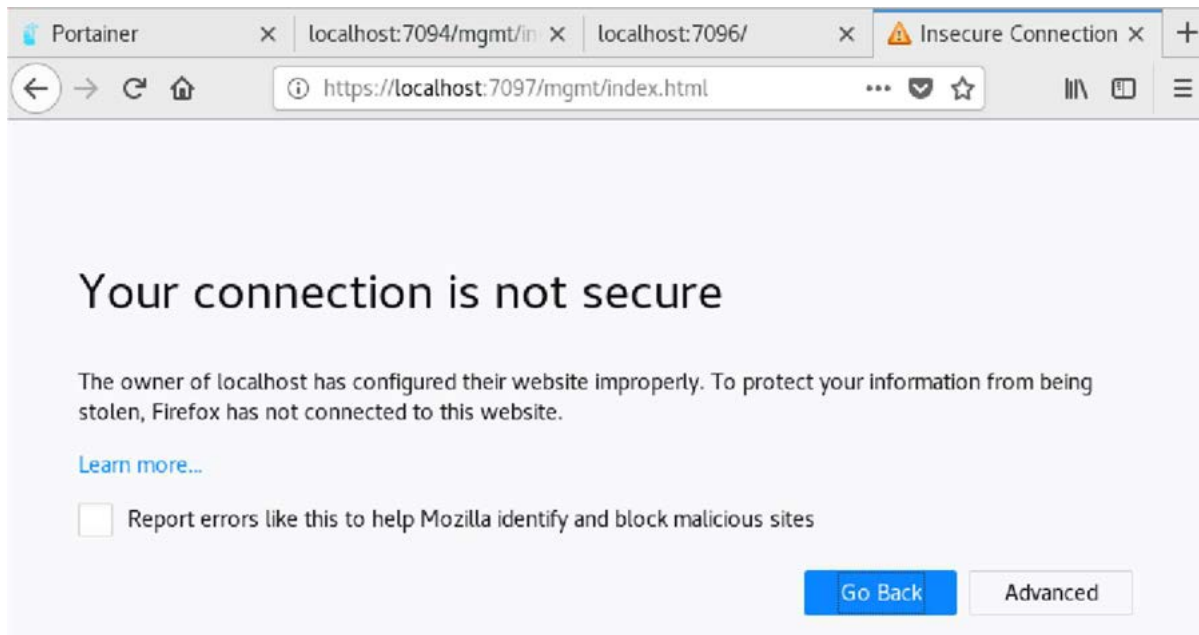 Portainer
localhost:7094/mgmt/in
localhost:7096/
Insecure Connection
https://localhost:7097/mgmt/index.html
Your connection is not secure
The owner of localhost has configured their website improperly. To protect your information from being
stolen, Firefox has not connected to this website.
Learn more...
Report errors like this to help Mozilla identify and block malicious sites
Go Back
Advanced